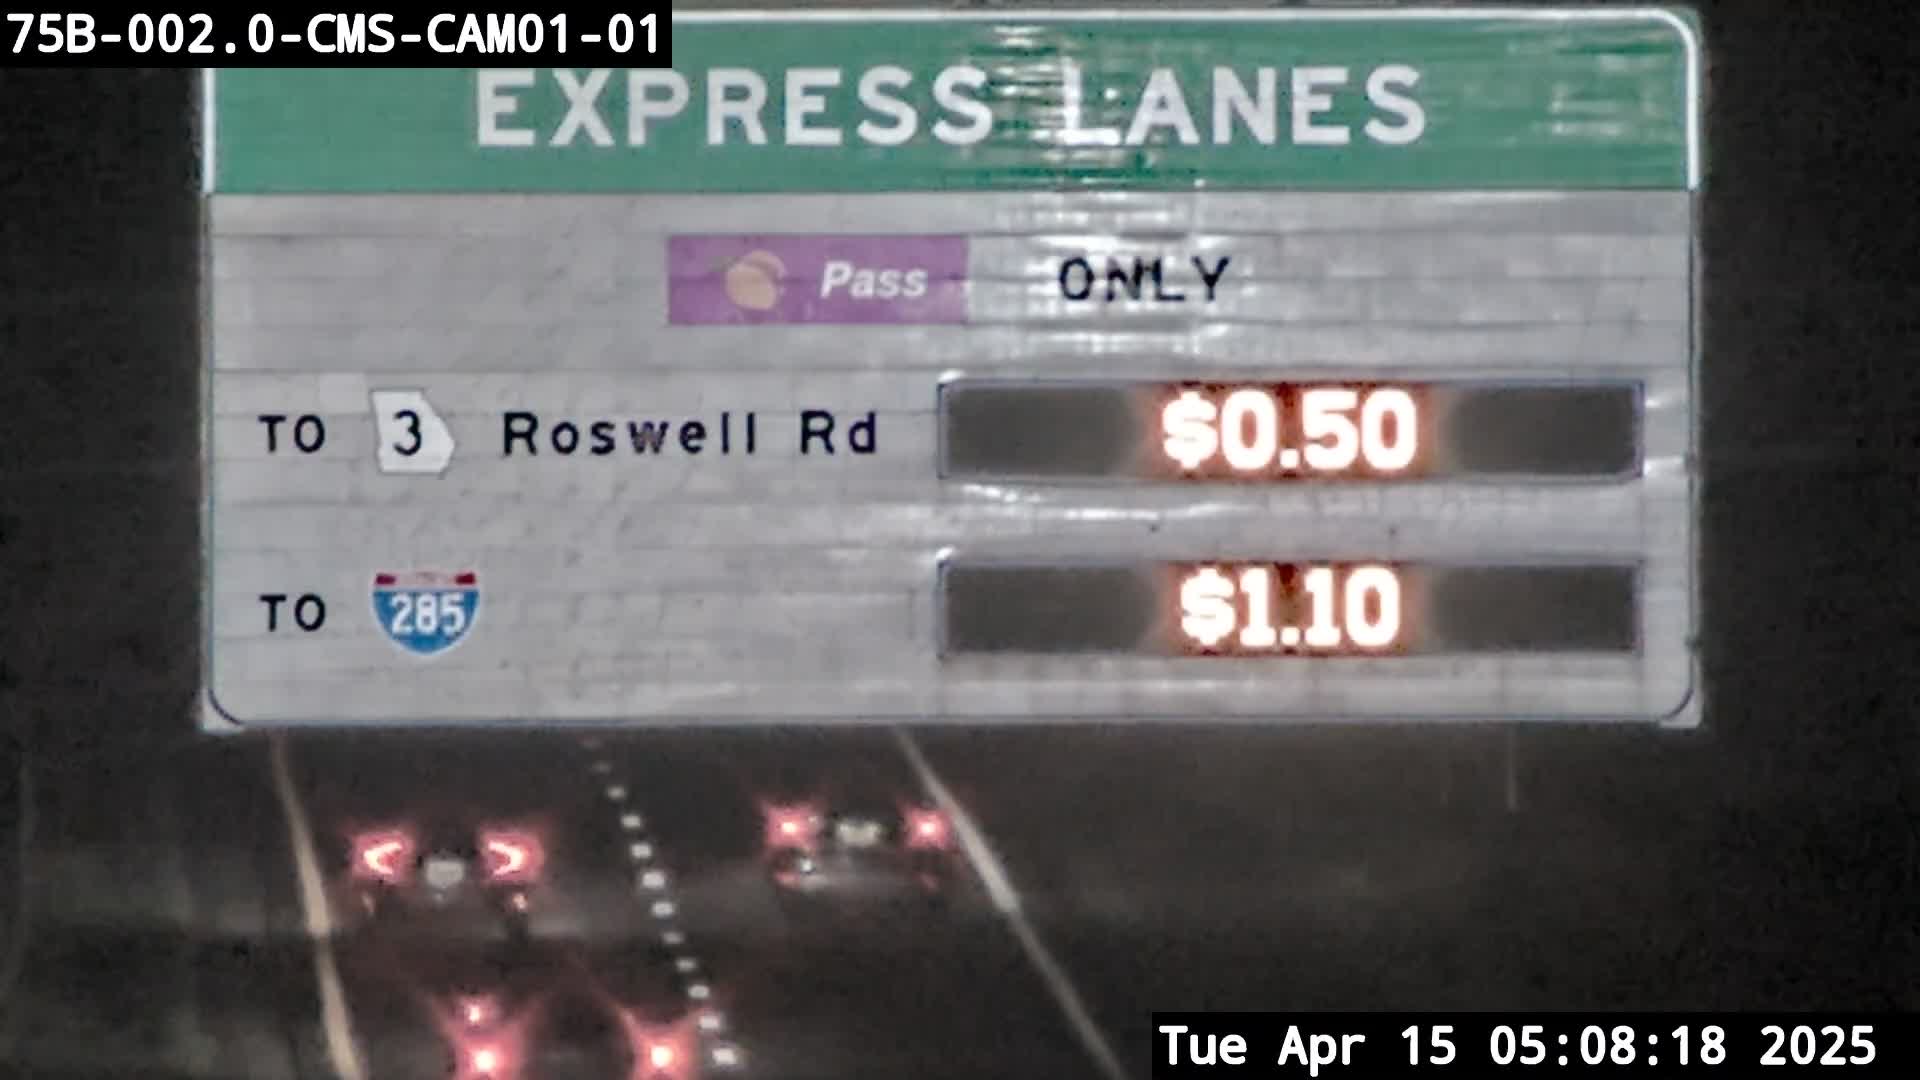 75B-002.0-CMS-CAM01-01
EXPRESS LANES
Pass ONLY
TO 3 Roswell Rd $0.50
TO 285 $1.10
Tue Apr 15 05:08:18 2025